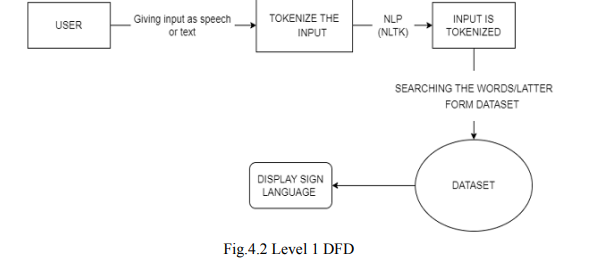 USER
Giving input as speech
or text
TOKENIZE THE
INPUT
NLP
(NLTK)
INPUT IS
TOKENIZED
SEARCHING THE WORDS/LATTER
FORM DATASET
DISPLAY SIGN
LANGUAGE
DATASET
Fig.4.2 Level 1 DFD